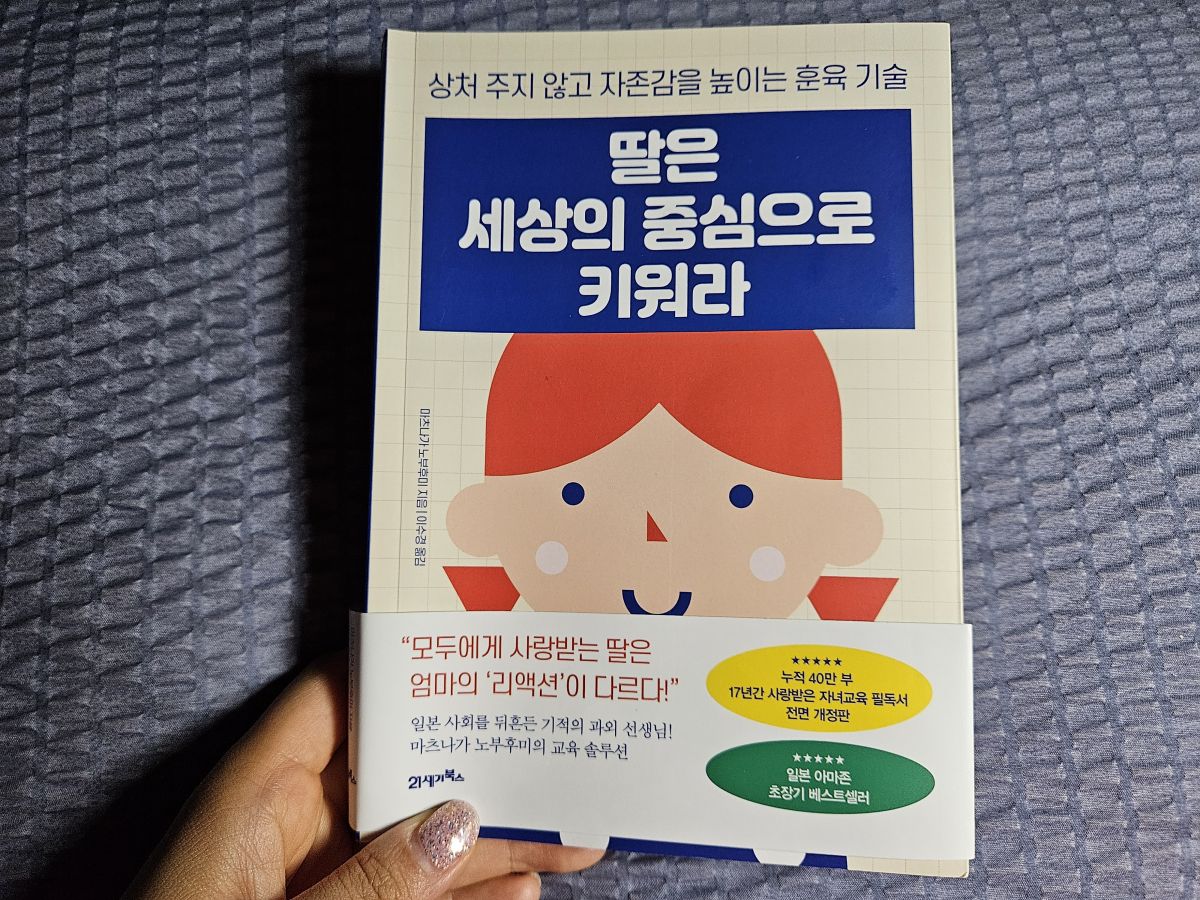 상처 주지 않고 자존감을 높이는 훈육 기술
딸은
세상의 중심으로
키워라
마츠나가 노부후미 지음 | 이수경 옮김
“모두에게 사랑받는 딸은
엄마의 ‘리액션’이 다르다!”
일본 사회를 뒤흔든 기적의 과외 선생님!
마츠나가 노부후미의 교육 솔루션
21세기북스
★★★★★
누적 40만 부
17년간 사랑받은 자녀교육 필독서
전면 개정판
★★★★★
일본 아마존
초장기 베스트셀러